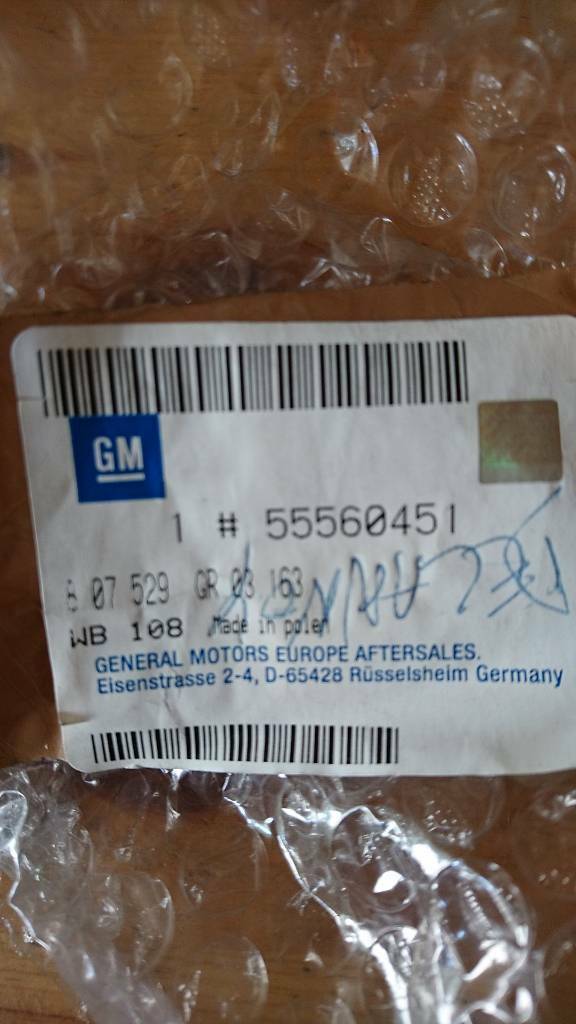 GM
1 # 55560451
6 07 529 GR 03 163
WB 108 Made in polen
GENERAL MOTORS EUROPE AFTERSALES.
Eisenstrasse 2-4, D-65428 Rüsselsheim Germany